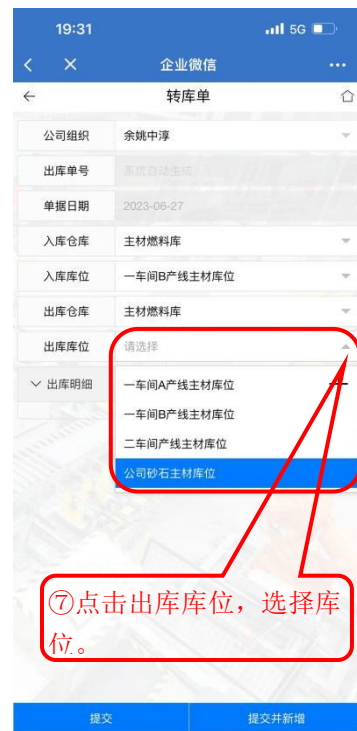 19:31
5G
企业微信
转库单
公司组织 余姚中淳
出库单号 系统自动生成
单据日期 2023-06-27
入库仓库 主材燃料库
入库库位 一车间B产线主材库位
出库仓库 主材燃料库
出库库位 请选择
出库明细
一车间A产线主材库位
一车间B产线主材库位
二车间产线主材库位
公司砂石主材库位
⑦点击出库库位，选择库
位。
提交 提交并新增